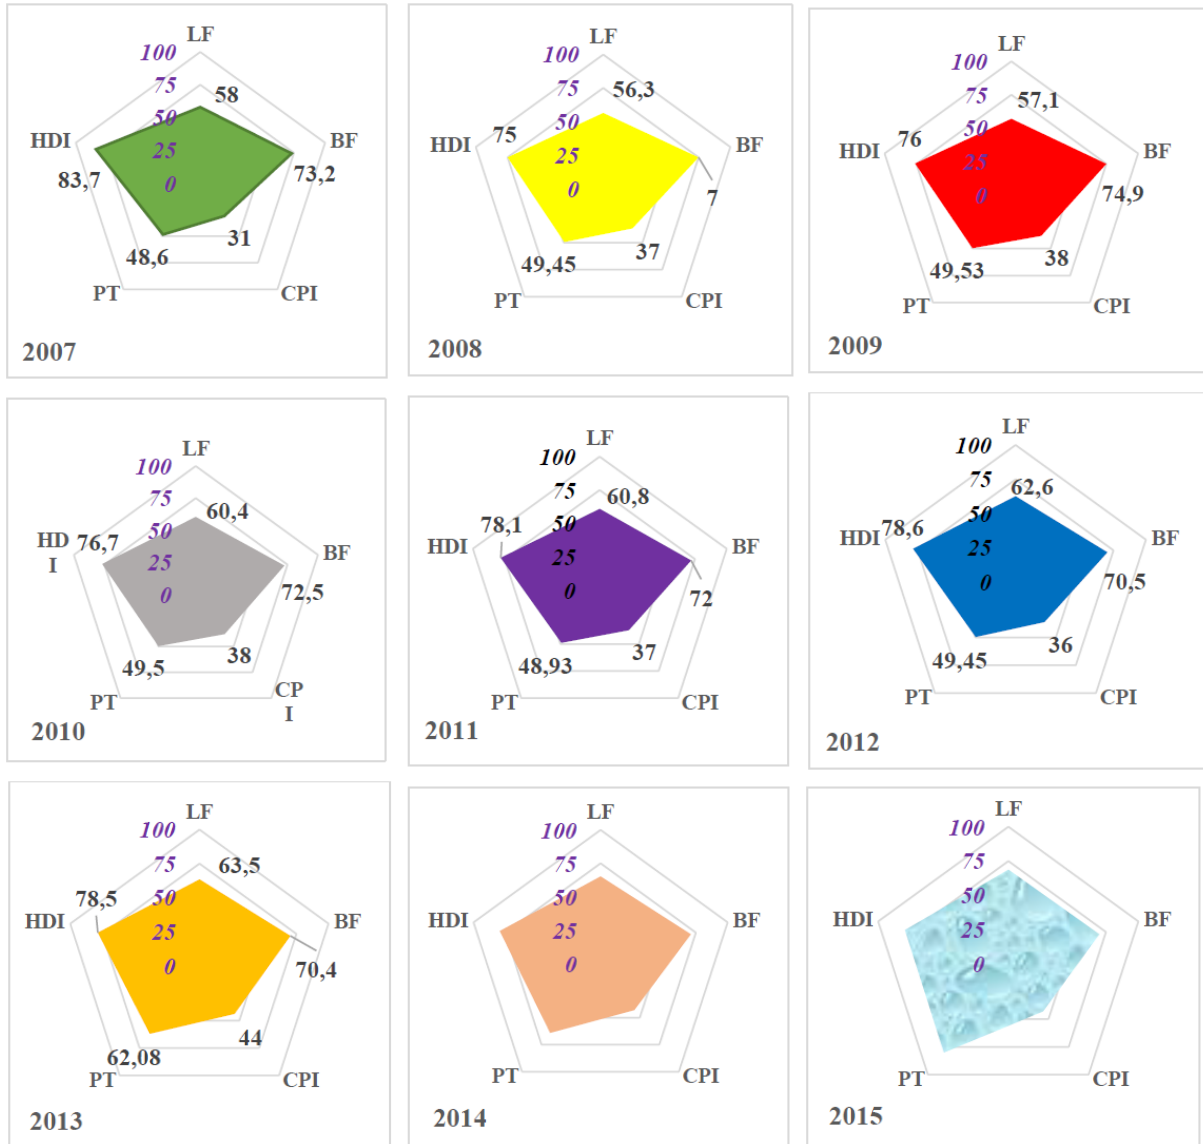 LF
100
75
50
25
0
58
HDI
BF
83,7
73,2
48,6
31
PT
CPI
2007
LF
100
75
50
25
0
56,3
75
HDI
BF
7
49,45
37
PT
CPI
2008
LF
100
75
50
25
0
57,1
76
HDI
BF
74,9
49,53
38
PT
CPI
2009
LF
100
75
50
25
0
60,4
HD
I
76,7
BF
72,5
49,5
38
PT
CP
I
2010
LF
100
75
50
25
0
60,8
78,1
HDI
BF
72
48,93
37
PT
CPI
2011
LF
100
75
50
25
0
62,6
78,6
HDI
BF
70,5
49,45
36
PT
CPI
2012
LF
100
75
50
25
0
63,5
78,5
HDI
BF
70,4
62,08
44
PT
CPI
2013
LF
100
75
50
25
0
HDI
BF
PT
CPI
2014
LF
100
75
50
25
0
HDI
BF
PT
CPI
2015